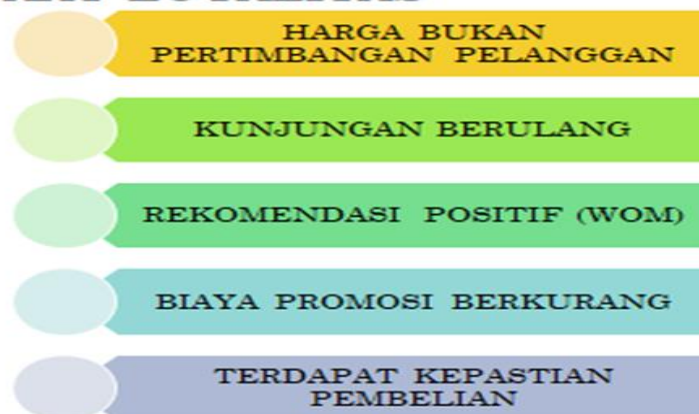 HARGA BUKAN
PERTIMBANGAN PELANGGAN
KUNJUNGAN BERULANG
REKOMENDASI POSITIF (WOM)
BIAYA PROMOSI BERKURANG
TERDAPAT KEPASTIAN
PEMBELIAN